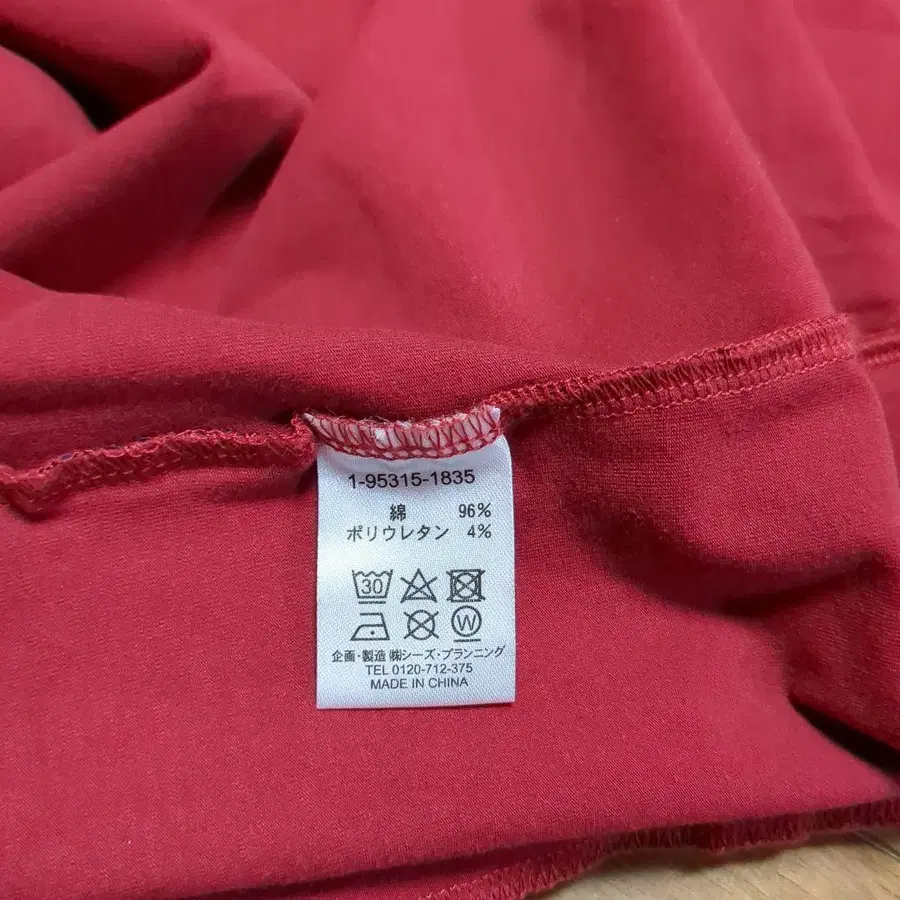 1-95315-1835
綿 96%
ポリウレタン 4%
30
W
企画・製造 ㈱シーズ・プランニング
TEL 0120-712-375
MADE IN CHINA